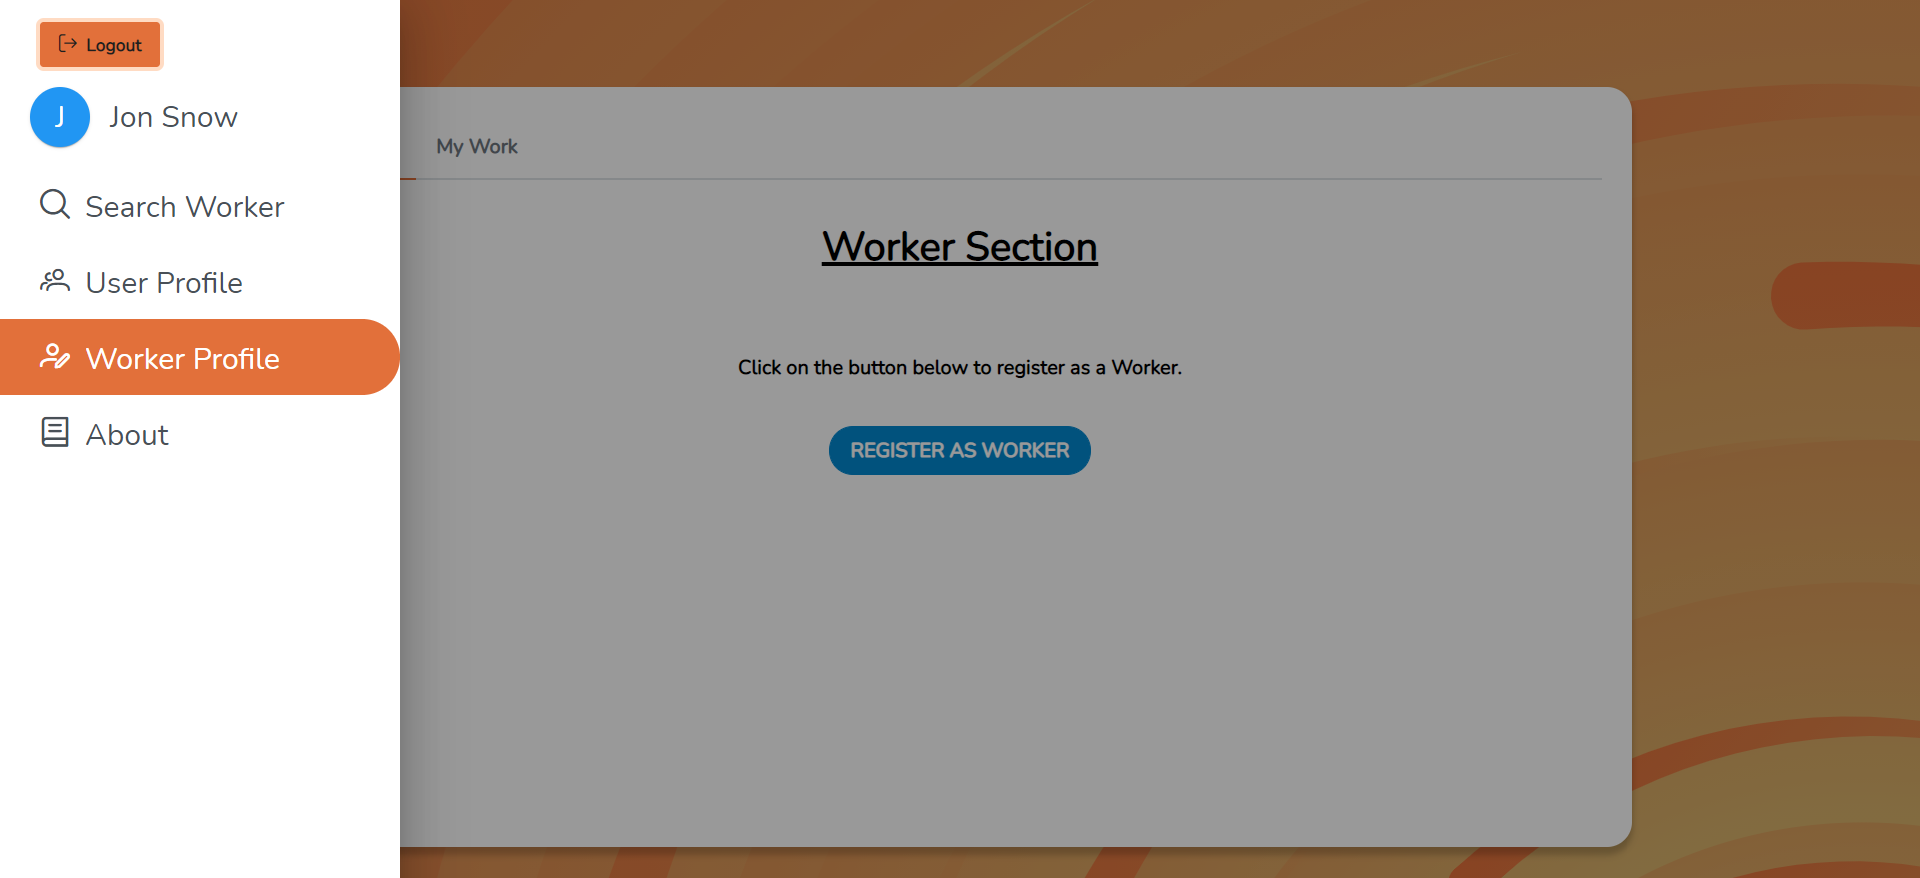 Logout
J
Jon Snow
Search Worker
User Profile
Worker Profile
About
My Work
Worker Section
Click on the button below to register as a Worker.
REGISTER AS WORKER